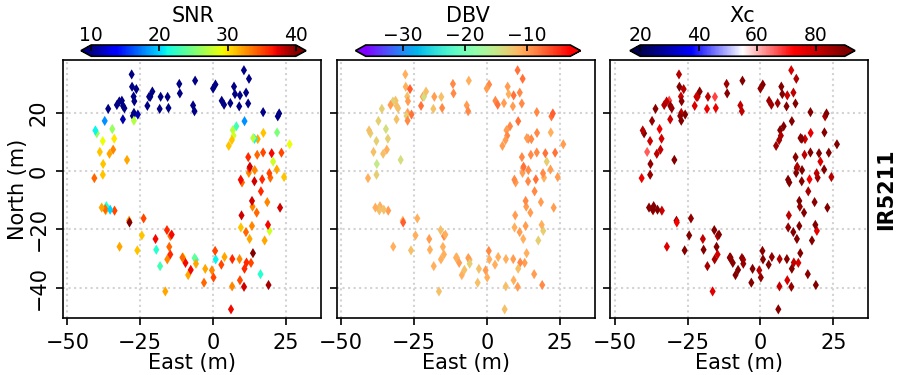 SNR DBV Xc
10 20 30 40 −30 −20 −10 20 40 60 80
North (m)
20
0
−20
−40
IR5211
−50 −25 0 25 −50 −25 0 25 −50 −25 0 25
East (m) East (m) East (m)